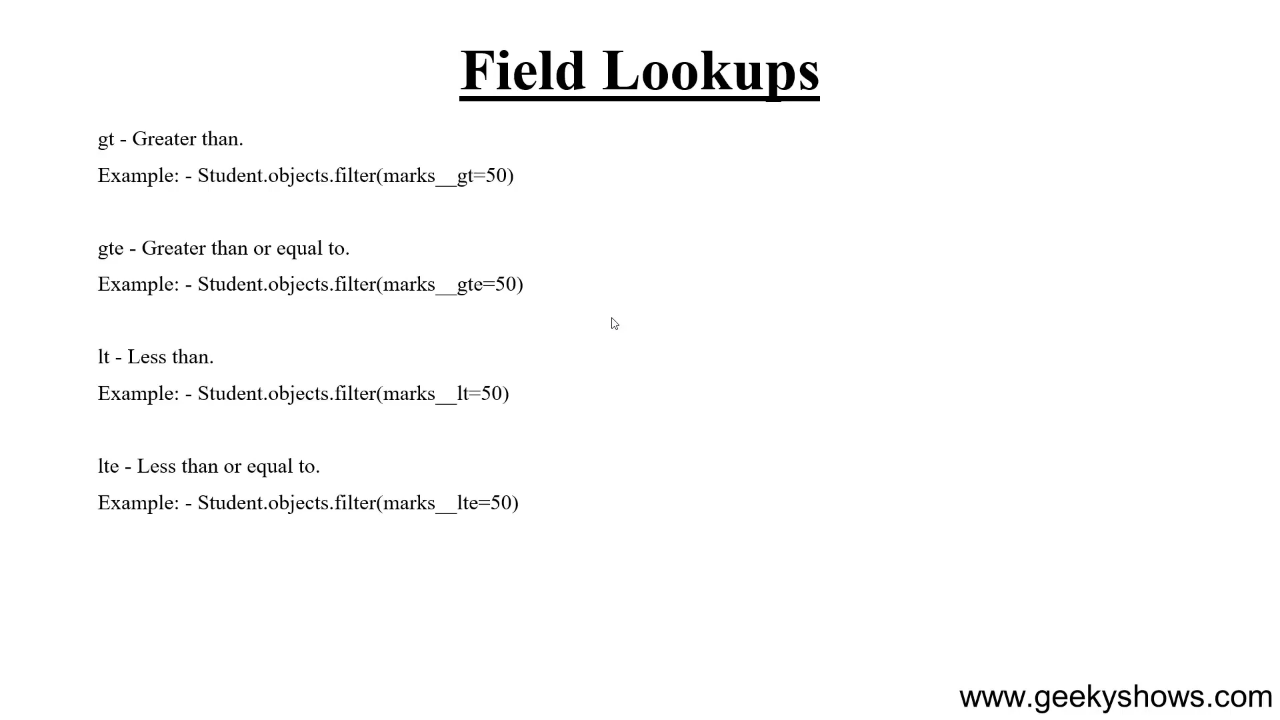 Field Lookups
gt - Greater than.
Example: - Student.objects.filter(marks__gt=50)
gte - Greater than or equal to.
Example: - Student.objects.filter(marks__gte=50)
lt - Less than.
Example: - Student.objects.filter(marks__lt=50)
lte - Less than or equal to.
Example: - Student.objects.filter(marks__lte=50)
www.geekyshows.com